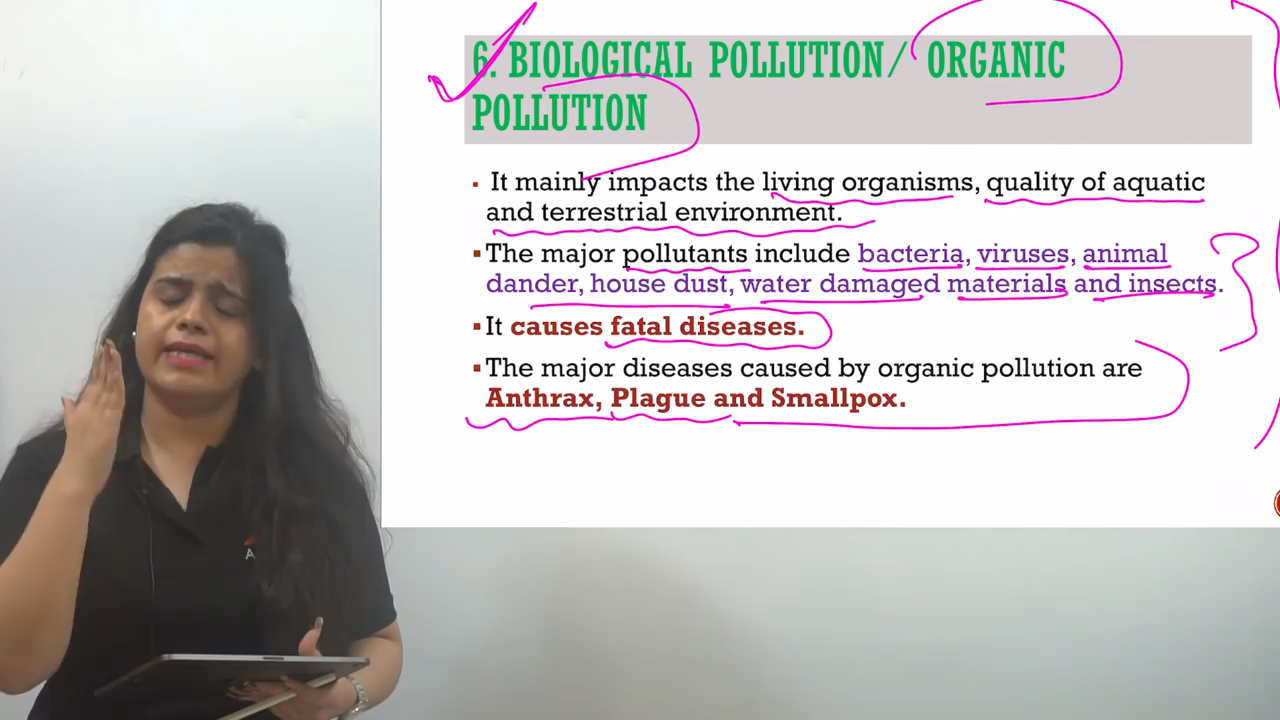 6. BIOLOGICAL POLLUTION/ ORGANIC
POLLUTION
▪ It mainly impacts the living organisms, quality of aquatic
and terrestrial environment.
▪ The major pollutants include bacteria, viruses, animal
dander, house dust, water damaged materials and insects.
▪ It causes fatal diseases.
▪ The major diseases caused by organic pollution are
Anthrax, Plague and Smallpox.
A